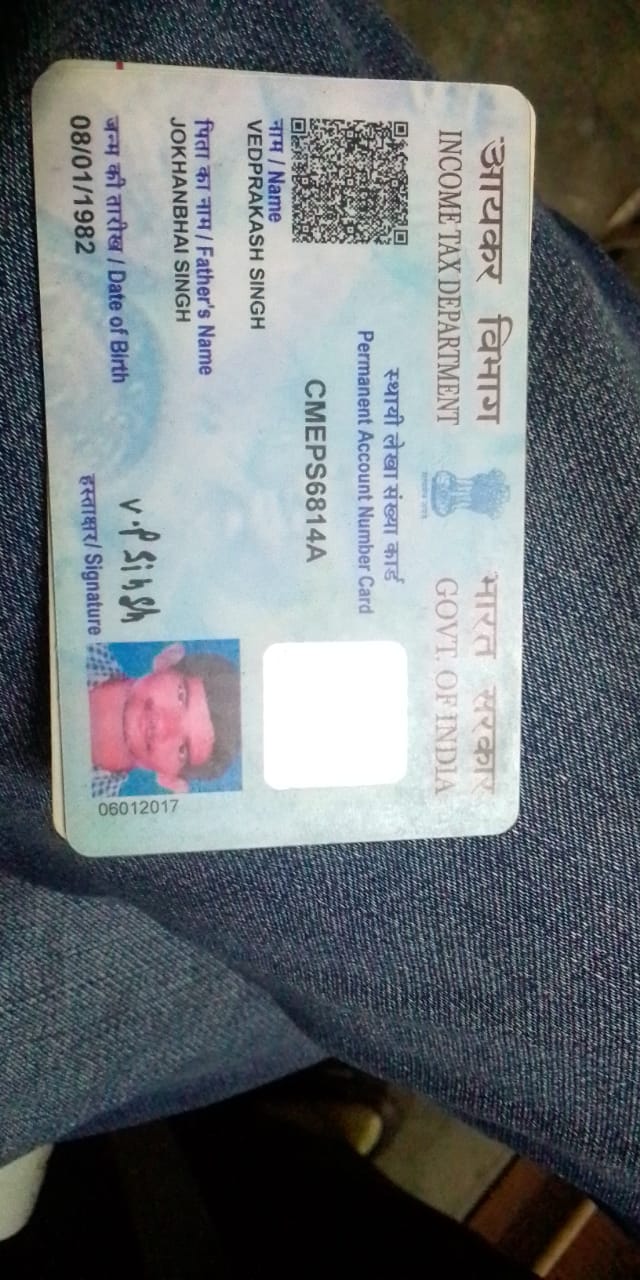 आयकर विभाग
INCOME TAX DEPARTMENT
सत्यमेव जयते
भारत सरकार
GOVT. OF INDIA
स्थायी लेखा संख्या कार्ड
Permanent Account Number Card
CMEPS6814A
नाम / Name
VEDPRAKASH SINGH
पिता का नाम / Father's Name
JOKHANBHAI SINGH
जन्म की तारीख / Date of Birth
08/01/1982
V.P Singh
हस्ताक्षर/ Signature
06012017